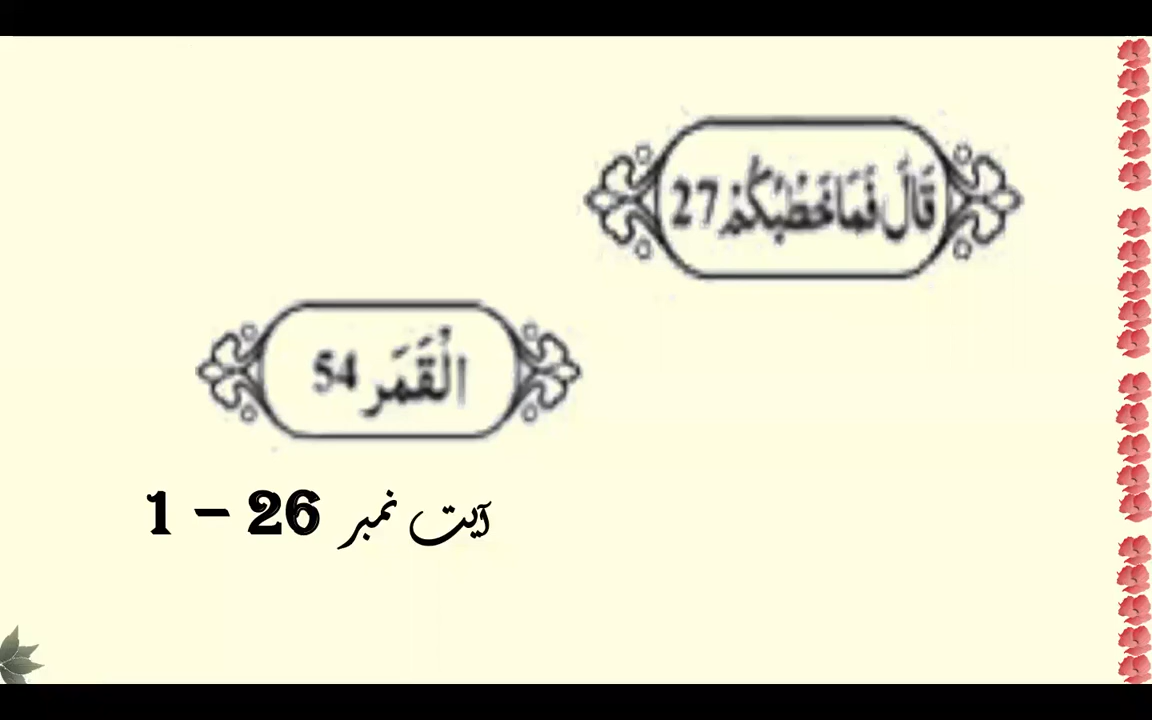 قَالَ فَمَا خَطْبُكُمْ 27
الْقَمَر 54
آیت نمبر 26 – 1